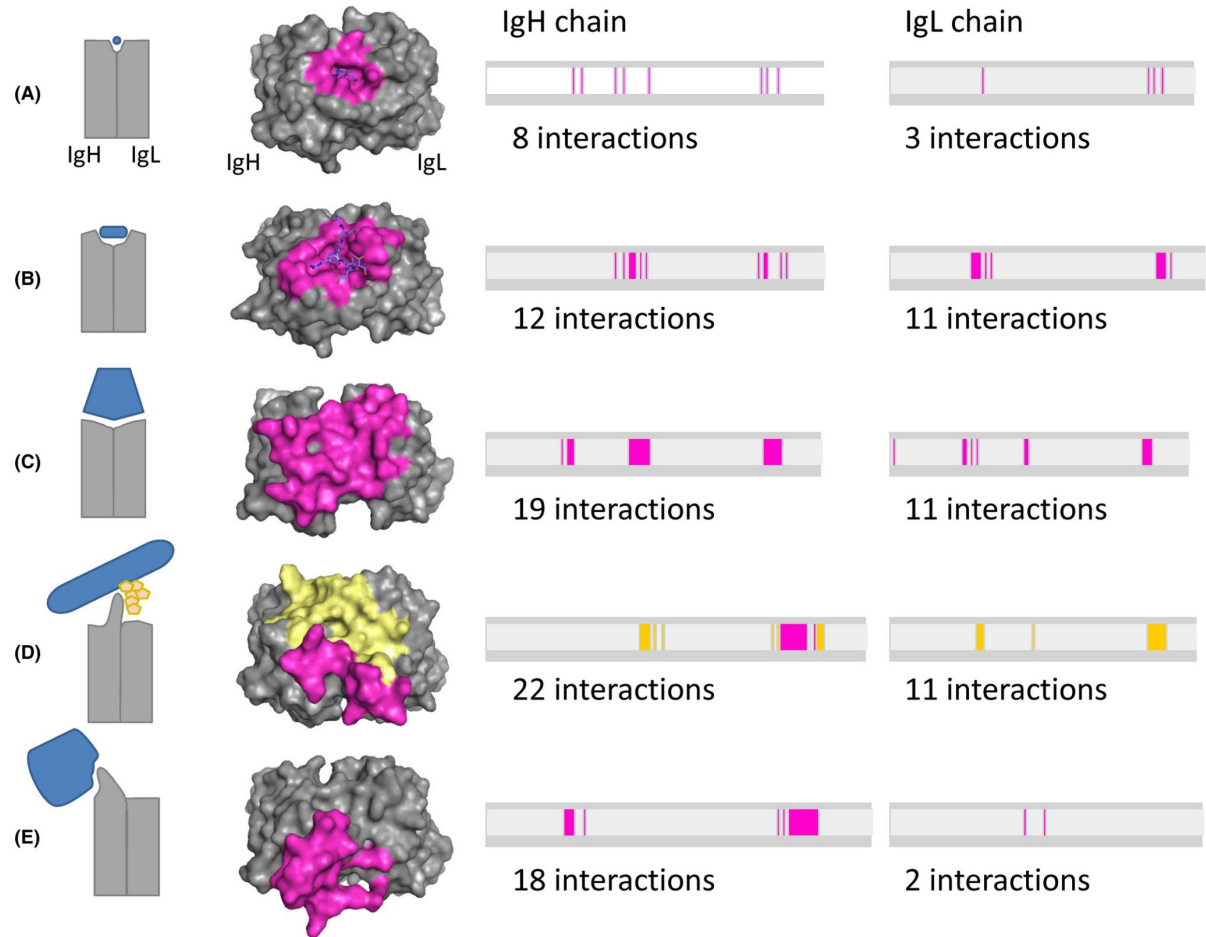 IgH chain
IgL chain
(A)
IgH
IgL
IgH
IgL
8 interactions
3 interactions
(B)
12 interactions
11 interactions
(C)
19 interactions
11 interactions
(D)
22 interactions
11 interactions
(E)
18 interactions
2 interactions